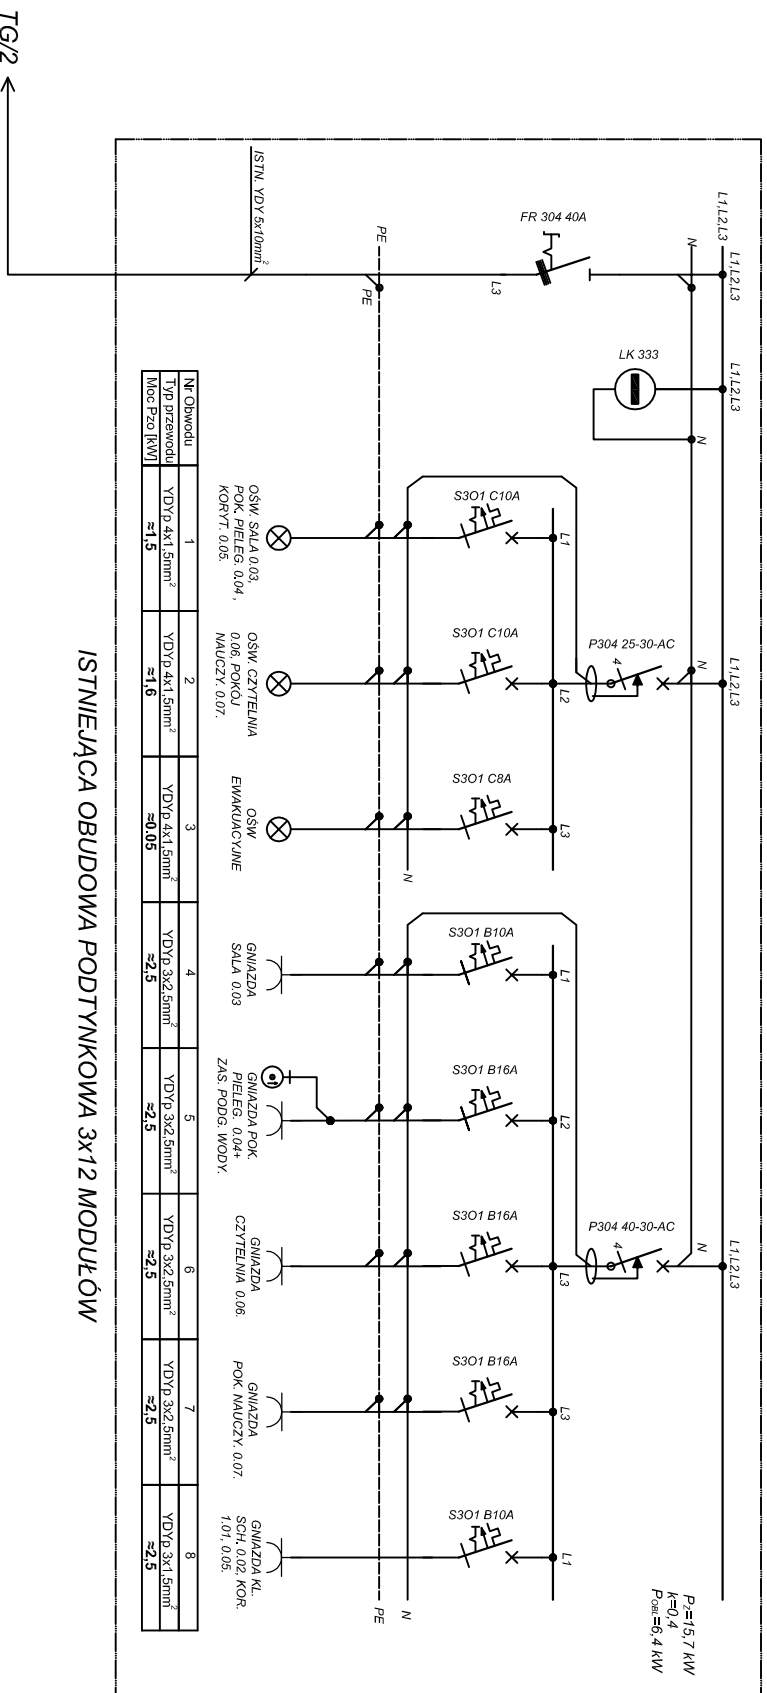 TG/2
ISTN. YDY 5x10mm²
FR 304 40A
L1,L2,L3
L1,L2,L3
N
L3
PE
PE
LK 333
L1,L2,L3
N
P304 25-30-AC
4
N
L1,L2,L3
P304 40-30-AC
4
N
L1,L2,L3
Pz=15,7 kW
k=0,4
POBL=6,4 kW
S3O1 C10A
L1
S3O1 C10A
L2
S3O1 C8A
L3
N
S3O1 B10A
L1
S3O1 B16A
L2
S3O1 B16A
L3
S3O1 B16A
L3
S3O1 B10A
L1
N
PE
OŚW. SALA 0.03,
POK. PIELEG. 0.04 ,
KORYT. 0.05.
OŚW. CZYTELNIA
0.06, POKÓJ
NAUCZY. 0.07.
OŚW
EWAKUACYJNE
GNIAZDA
SALA 0.03
GNIAZDA POK.
PIELEG. 0.04+
ZAS. PODG. WODY.
GNIAZDA
CZYTELNIA 0.06.
GNIAZDA
POK. NAUCZY. 0.07.
GNIAZDA KL.
SCH. 0.02, KOR.
1.01, 0.05.
Nr Obwodu 1 2 3 4 5 6 7 8
Typ przewodu YDYp 4x1,5mm² YDYp 4x1,5mm² YDYp 4x1,5mm² YDYp 3x2,5mm² YDYp 3x2,5mm² YDYp 3x2,5mm² YDYp 3x2,5mm² YDYp 3x1,5mm²
Moc Pzo [kW] ≈1,5 ≈1,6 ≈0.05 ≈2,5 ≈2,5 ≈2,5 ≈2,5 ≈2,5
ISTNIEJĄCA OBUDOWA PODTYNKOWA 3x12 MODUŁÓW